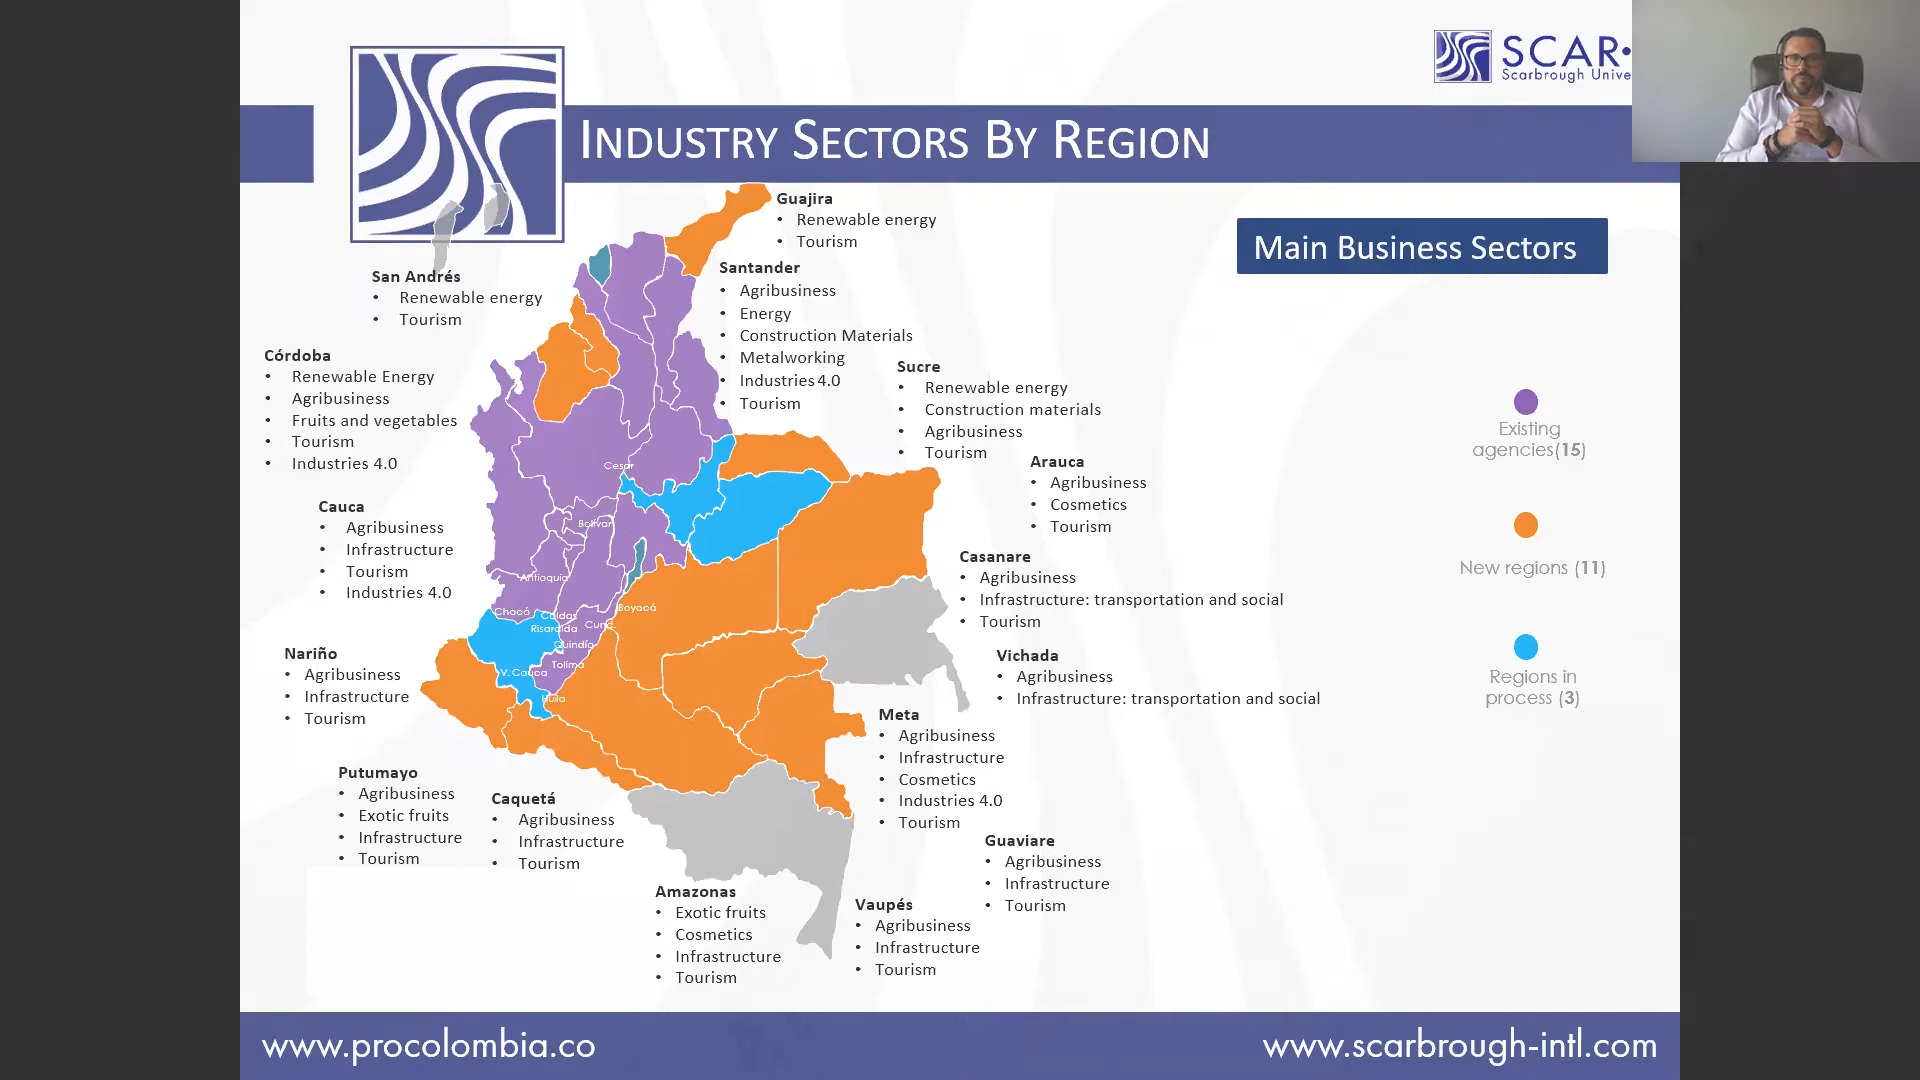 SCAR
Scarbrough Unive
INDUSTRY SECTORS BY REGION
Main Business Sectors
Guajira
• Renewable energy
• Tourism
San Andrés
• Renewable energy
• Tourism
Santander
• Agribusiness
• Energy
• Construction Materials
• Metalworking
• Industries 4.0
• Tourism
Córdoba
• Renewable Energy
• Agribusiness
• Fruits and vegetables
• Tourism
• Industries 4.0
Sucre
• Renewable energy
• Construction materials
• Agribusiness
• Tourism
Arauca
• Agribusiness
• Cosmetics
• Tourism
Cauca
• Agribusiness
• Infrastructure
• Tourism
• Industries 4.0
Casanare
• Agribusiness
• Infrastructure: transportation and social
• Tourism
Nariño
• Agribusiness
• Infrastructure
• Tourism
Vichada
• Agribusiness
• Infrastructure: transportation and social
Meta
• Agribusiness
• Infrastructure
• Cosmetics
• Industries 4.0
• Tourism
Putumayo
• Agribusiness
• Exotic fruits
• Infrastructure
• Tourism
Caquetá
• Agribusiness
• Infrastructure
• Tourism
Guaviare
• Agribusiness
• Infrastructure
• Tourism
Amazonas
• Exotic fruits
• Cosmetics
• Infrastructure
• Tourism
Vaupés
• Agribusiness
• Infrastructure
• Tourism
Cesar
Bolívar
Antioquia
Chocó
Caldas
Boyacá
Risaralda
Cund.
Quindío
Tolima
V. Cauca
Huila
Existing
agencies(15)
New regions (11)
Regions in
process (3)
www.procolombia.co
www.scarbrough-intl.com